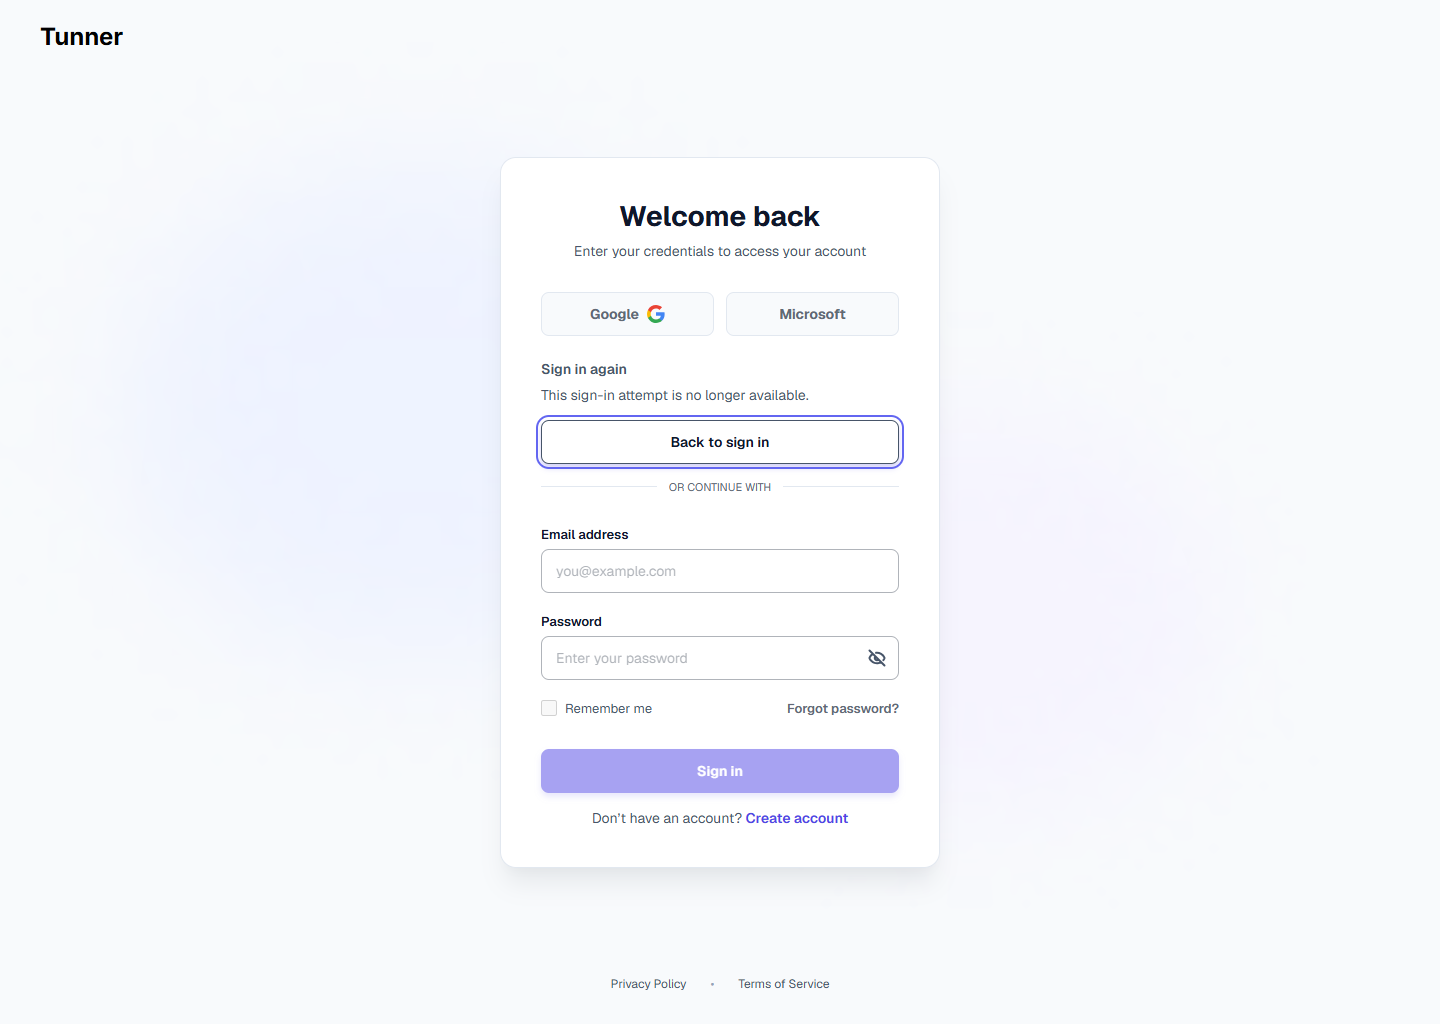 Tunner
Welcome back
Enter your credentials to access your account
Google
Microsoft
Sign in again
This sign-in attempt is no longer available.
Back to sign in
OR CONTINUE WITH
Email address
you@example.com
Password
Enter your password
Remember me
Forgot password?
Sign in
Don't have an account? Create account
Privacy Policy • Terms of Service